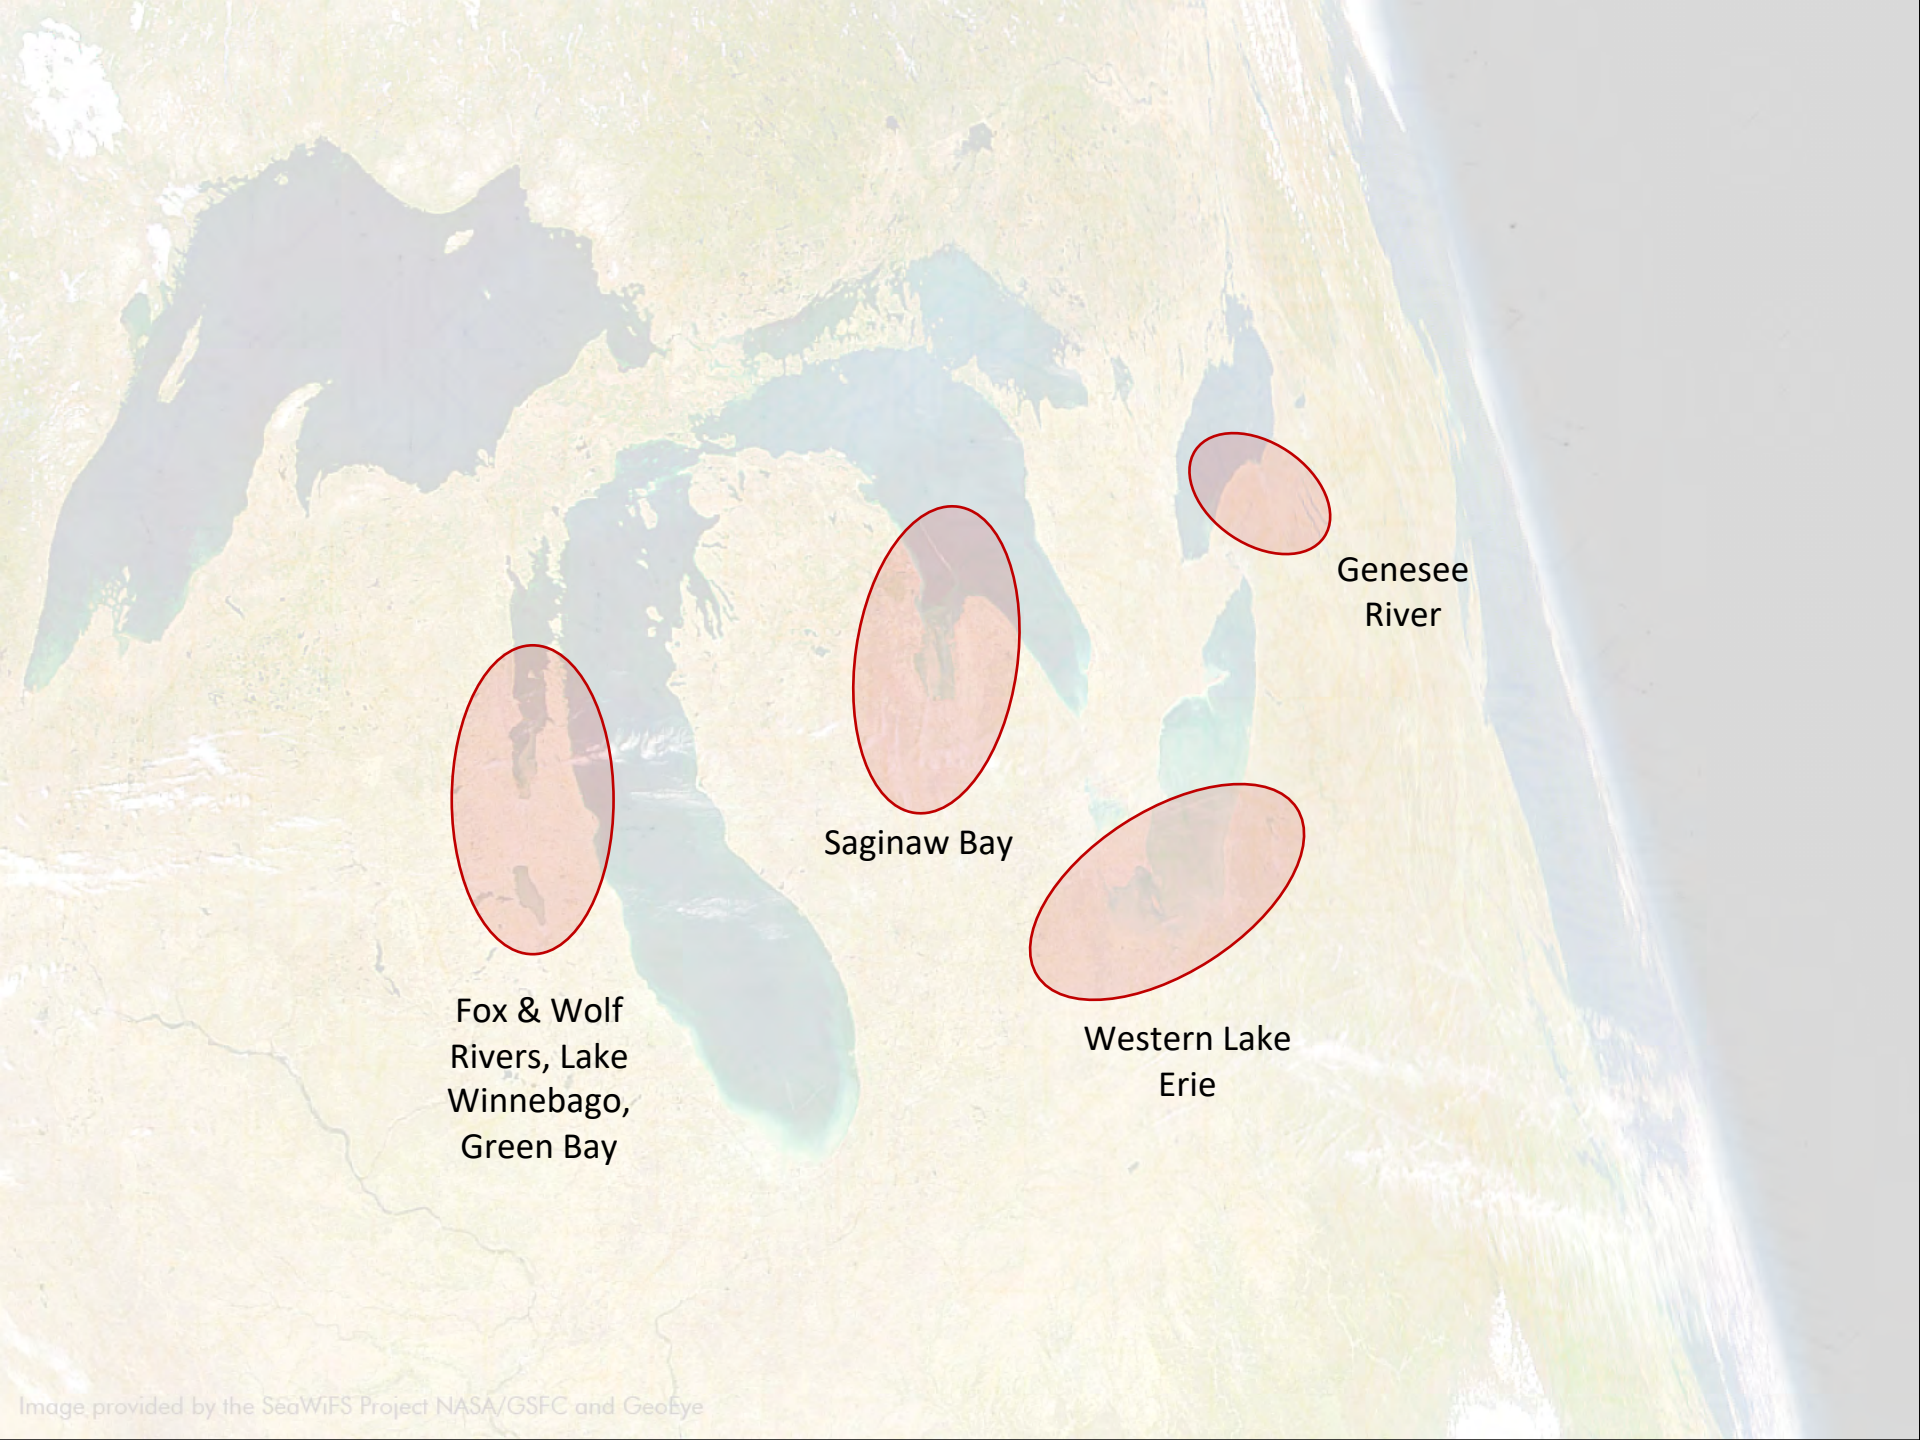 Genesee
River
Saginaw Bay
Fox & Wolf
Rivers, Lake
Winnebago,
Green Bay
Western Lake
Erie
Image provided by the SeaWiFS Project NASA/GSFC and GeoEye